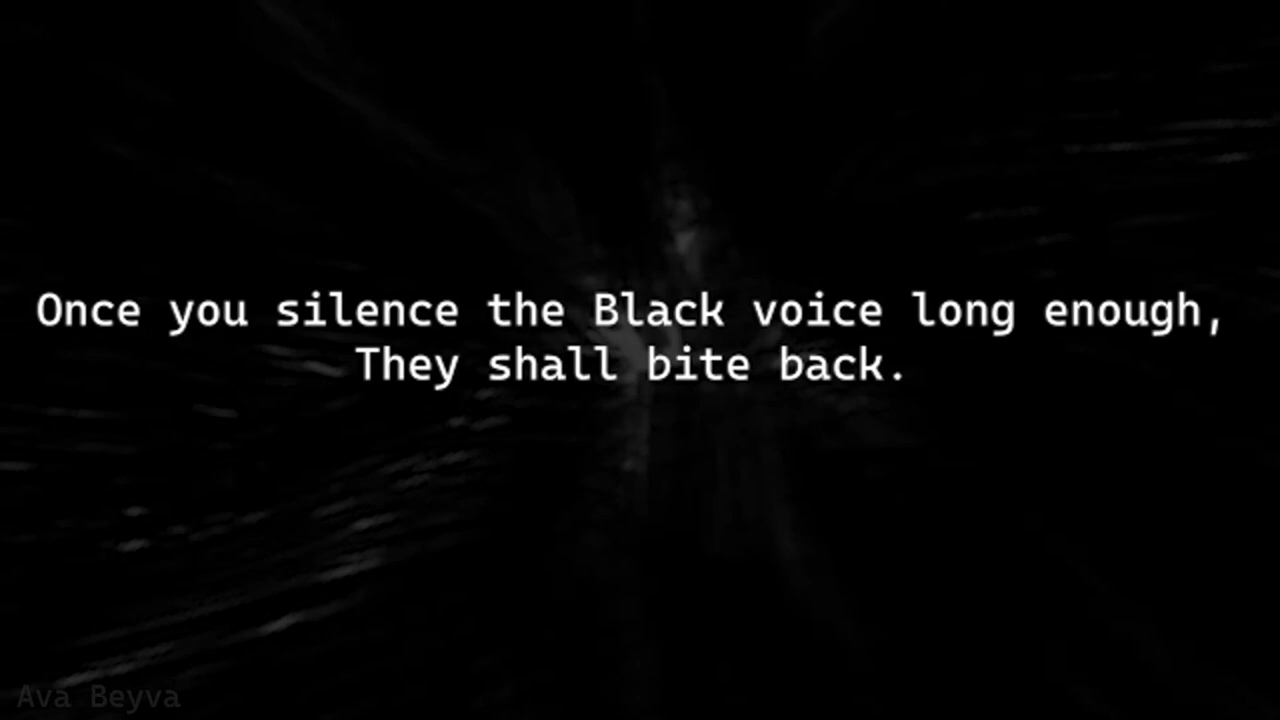 Once you silence the Black voice long enough,
They shall bite back.
Ava Beyva